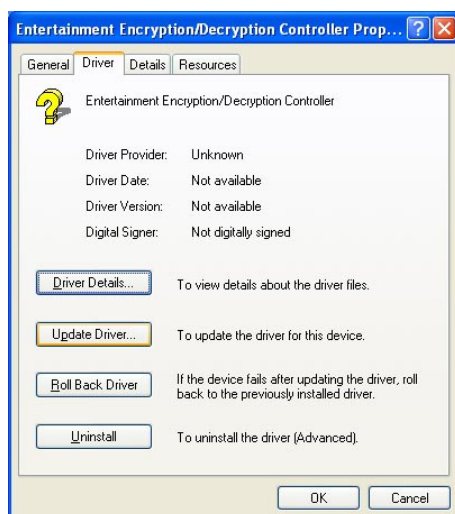 Entertainment Encryption/Decryption Controller Prop...
General Driver Details Resources
Entertainment Encryption/Decryption Controller
Driver Provider: Unknown
Driver Date: Not available
Driver Version: Not available
Digital Signer: Not digitally signed
Driver Details... To view details about the driver files.
Update Driver... To update the driver for this device.
Roll Back Driver If the device fails after updating the driver, roll
back to the previously installed driver.
Uninstall To uninstall the driver (Advanced).
OK Cancel